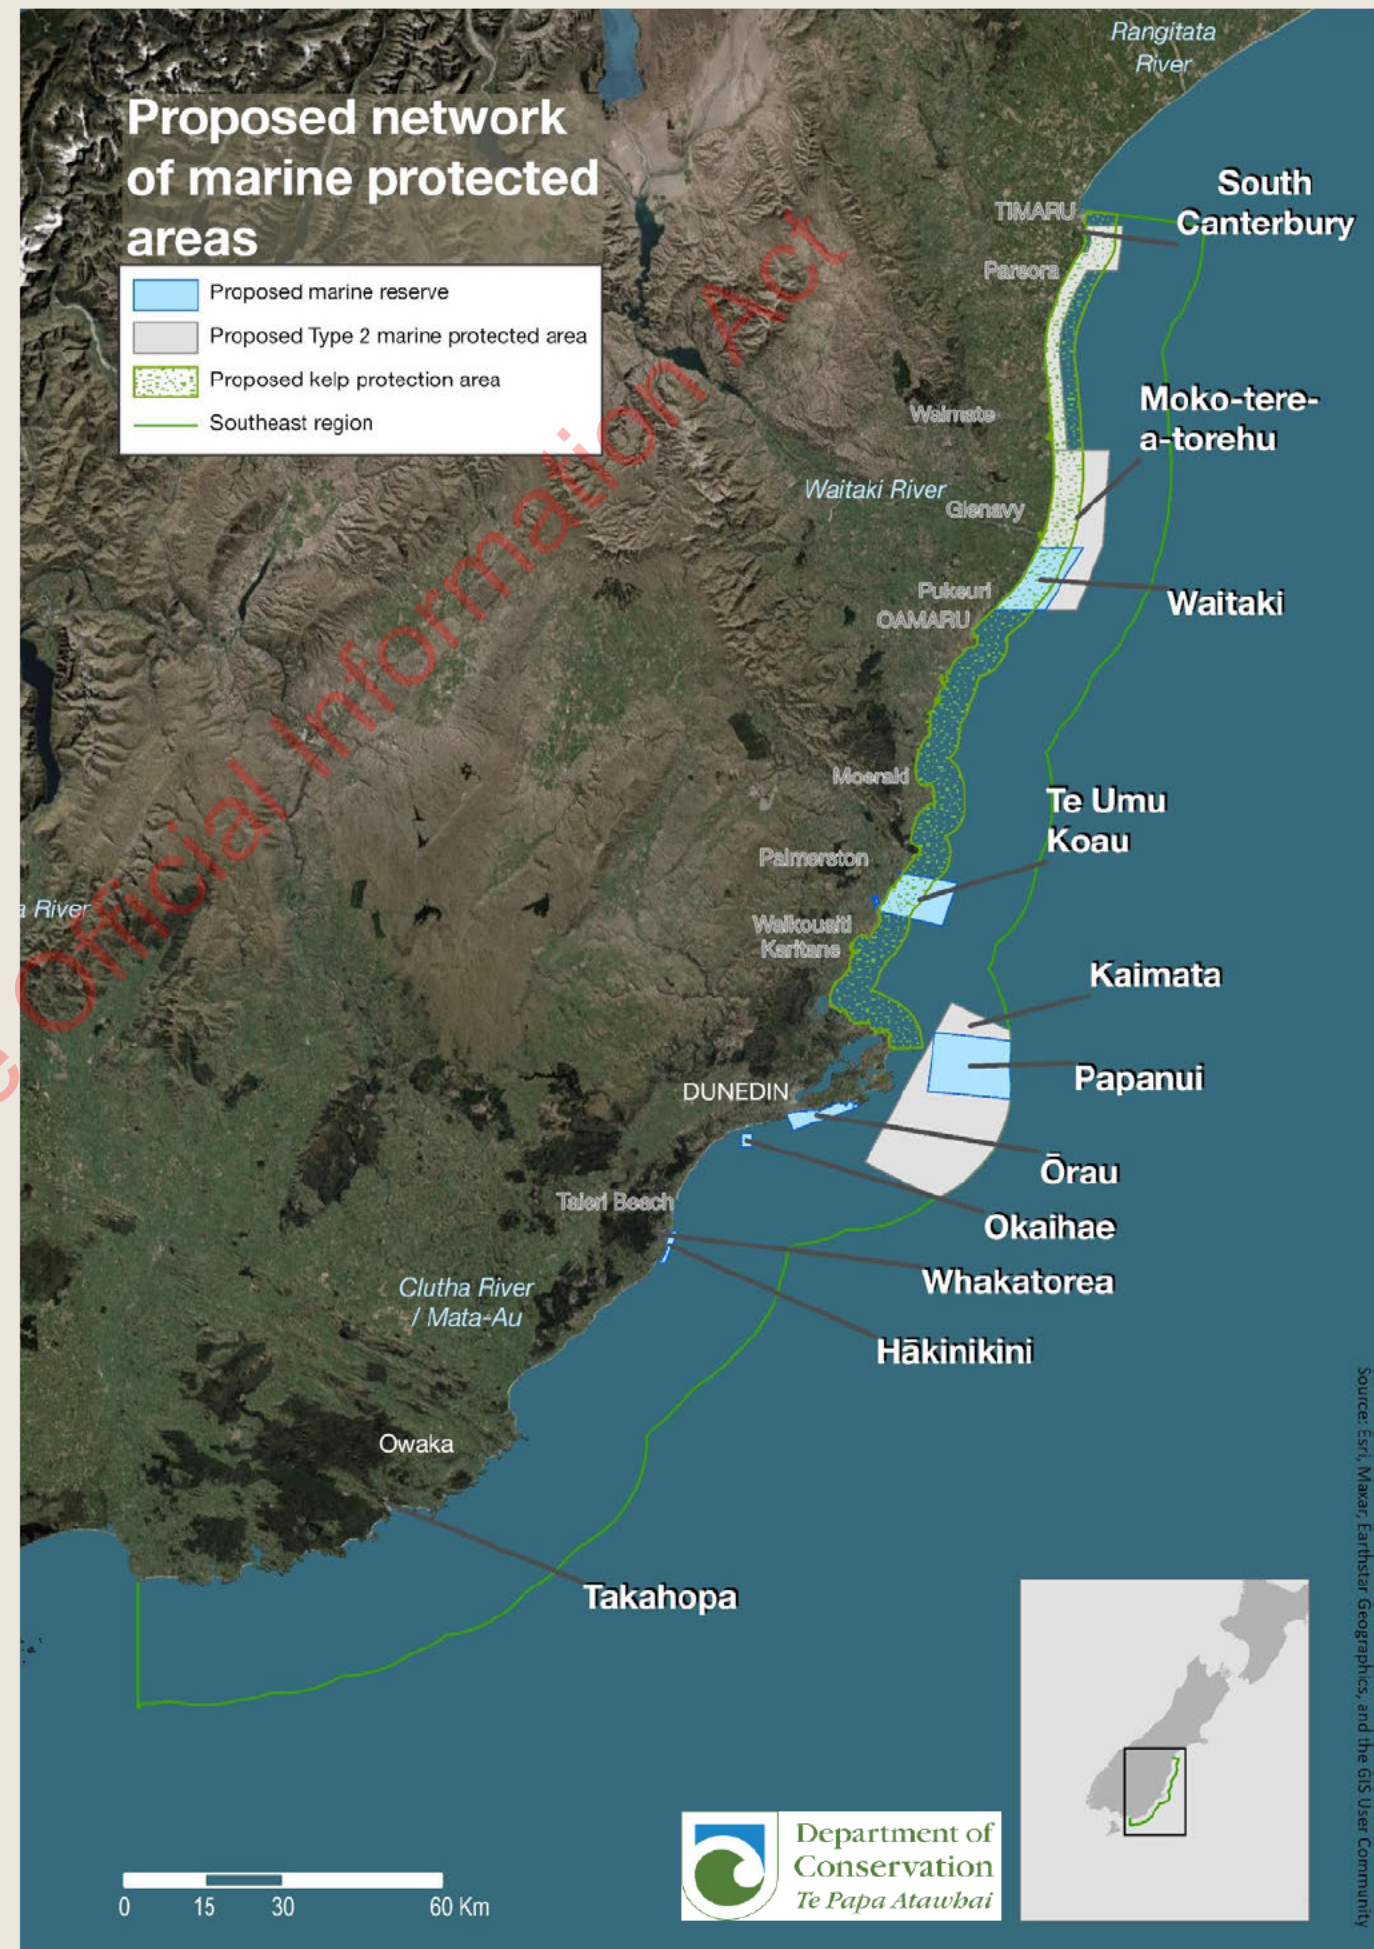 Rangitata
River
Proposed network
of marine protected
areas
Proposed marine reserve
Proposed Type 2 marine protected area
Proposed kelp protection area
Southeast region
South
Canterbury
TIMARU
Pareora
Moko-tere-
a-torehu
Waimate
Waitaki River
Glenavy
Pukeuri
OAMARU
Waitaki
Moeraki
Te Umu
Koau
Palmerston
a River
Waikouaiti
Karitane
Kaimata
Papanui
DUNEDIN
Ōrau
Okaihae
Taieri Beach
Whakatorea
Clutha River
/ Mata-Au
Hākinikini
Owaka
Takahopa
Official Information Act
Department of
Conservation
Te Papa Atawhai
0 15 30 60 Km
Source: Esri, Maxar, Earthstar Geographics, and the GIS User Community